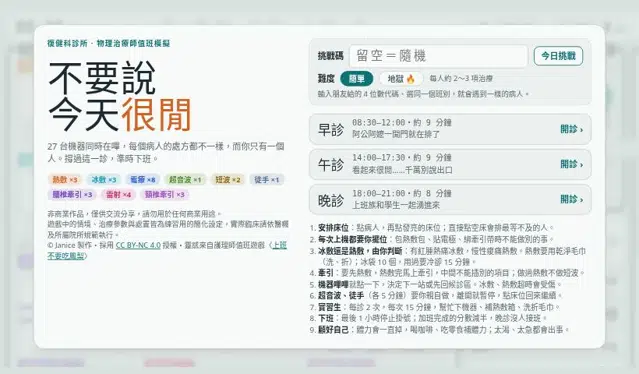 復健科診所・物理治療師值班模擬
不要說
今天很閒
27 台機器同時在嗶，每個病人的處方都不一樣，而你只有一個
人。撐過這一診，準時下班。
熱敷 ×3
冰敷 ×3
電療 ×8
超音波 ×1
短波 ×2
徒手 ×1
腰椎牽引 ×3
雷射 ×4
頸椎牽引 ×3
非商業作品，僅供交流分享，請勿用於任何商業用途。
遊戲中的情境、治療參數與處置皆為練習用的簡化設定，實際臨床請依醫囑
及所屬院所規範執行。
© Janice 製作・採用 CC BY-NC 4.0 授權・靈感來自護理師值班遊戲〈上班
不要吃鳳梨〉
挑戰碼
留空＝隨機
今日挑戰
難度
簡單
地獄 🔥
每人約 2～3 項治療
輸入朋友給的 4 位數代碼、選同一個班別，就會遇到一樣的病人。
早診
08:30–12:00・約 9 分鐘
阿公阿嬤一開門就在排了
開診 ›
午診
14:00–17:30・約 9 分鐘
看起來很閒……千萬別說出口
開診 ›
晚診
18:00–21:00・約 8 分鐘
上班族和學生一起湧進來
開診 ›
1. 安排床位：點病人，再點發亮的床位；直接點空床會排最等不及的人。
2. 每次上機都要你擺位：包熱敷包、貼電極、綁牽引帶時不能做別的事。
3. 冰敷還是熱敷，由你判斷：有紅腫熱痛冰敷，慢性痠痛熱敷。熱敷要用乾淨毛巾
（洗、折）；冰袋 10 個，用過要冷卻 15 分鐘。
4. 牽引：要先熱敷，熱敷完馬上牽引，中間不能插別的項目；做過熱敷不做短波。
5. 機器嗶嗶就點一下，決定下一站或先回候診區。冰敷、熱敷超時會受傷。
6. 超音波、徒手（各 5 分鐘）要你親自做，離開就暫停，點床位回來繼續。
7. 實習生：每診 2 次，每次 15 分鐘，幫忙下機器、補熱敷箱、洗折毛巾。
8. 下班：最後 1 小時停止掛號；加班完成的分數減半，晚診沒人接班。
9. 顧好自己：體力會一直掉，喝咖啡、吃零食補體力；太渴、太急都會出事。